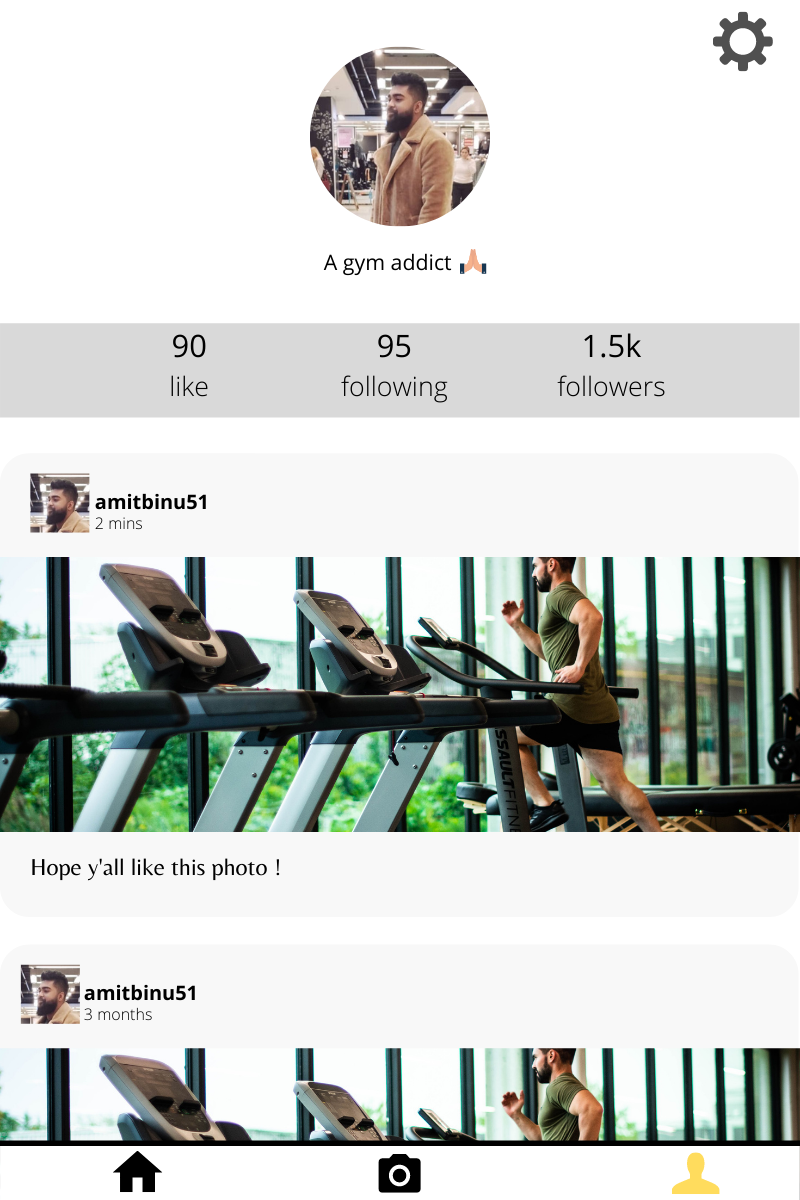 A gym addict 🙏
90 95 1.5k
like following followers
amitbinu51
2 mins
SSAULTFITN
Hope y'all like this photo !
amitbinu51
3 months